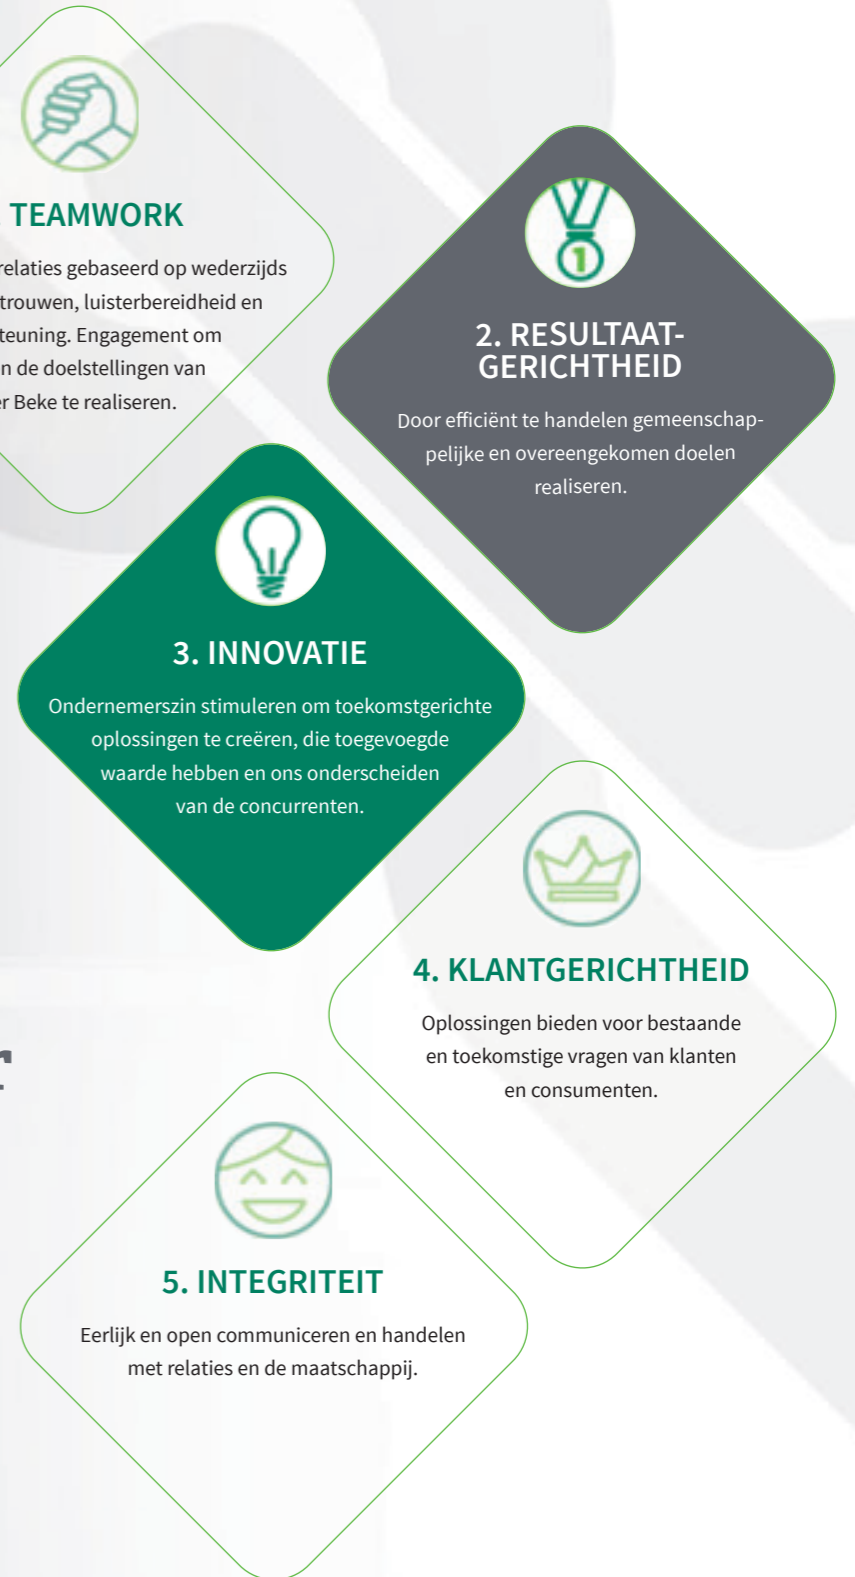 TEAMWORK
relaties gebaseerd op wederzijds
trouwen, luisterbereidheid en
teuning. Engagement om
n de doelstellingen van
r Beke te realiseren.
1
2. RESULTAAT-
GERICHTHEID
Door efficiënt te handelen gemeenschap-
pelijke en overeengekomen doelen
realiseren.
3. INNOVATIE
Ondernemerszin stimuleren om toekomstgerichte
oplossingen te creëren, die toegevoegde
waarde hebben en ons onderscheiden
van de concurrenten.
4. KLANTGERICHTHEID
Oplossingen bieden voor bestaande
en toekomstige vragen van klanten
en consumenten.
r
5. INTEGRITEIT
Eerlijk en open communiceren en handelen
met relaties en de maatschappij.